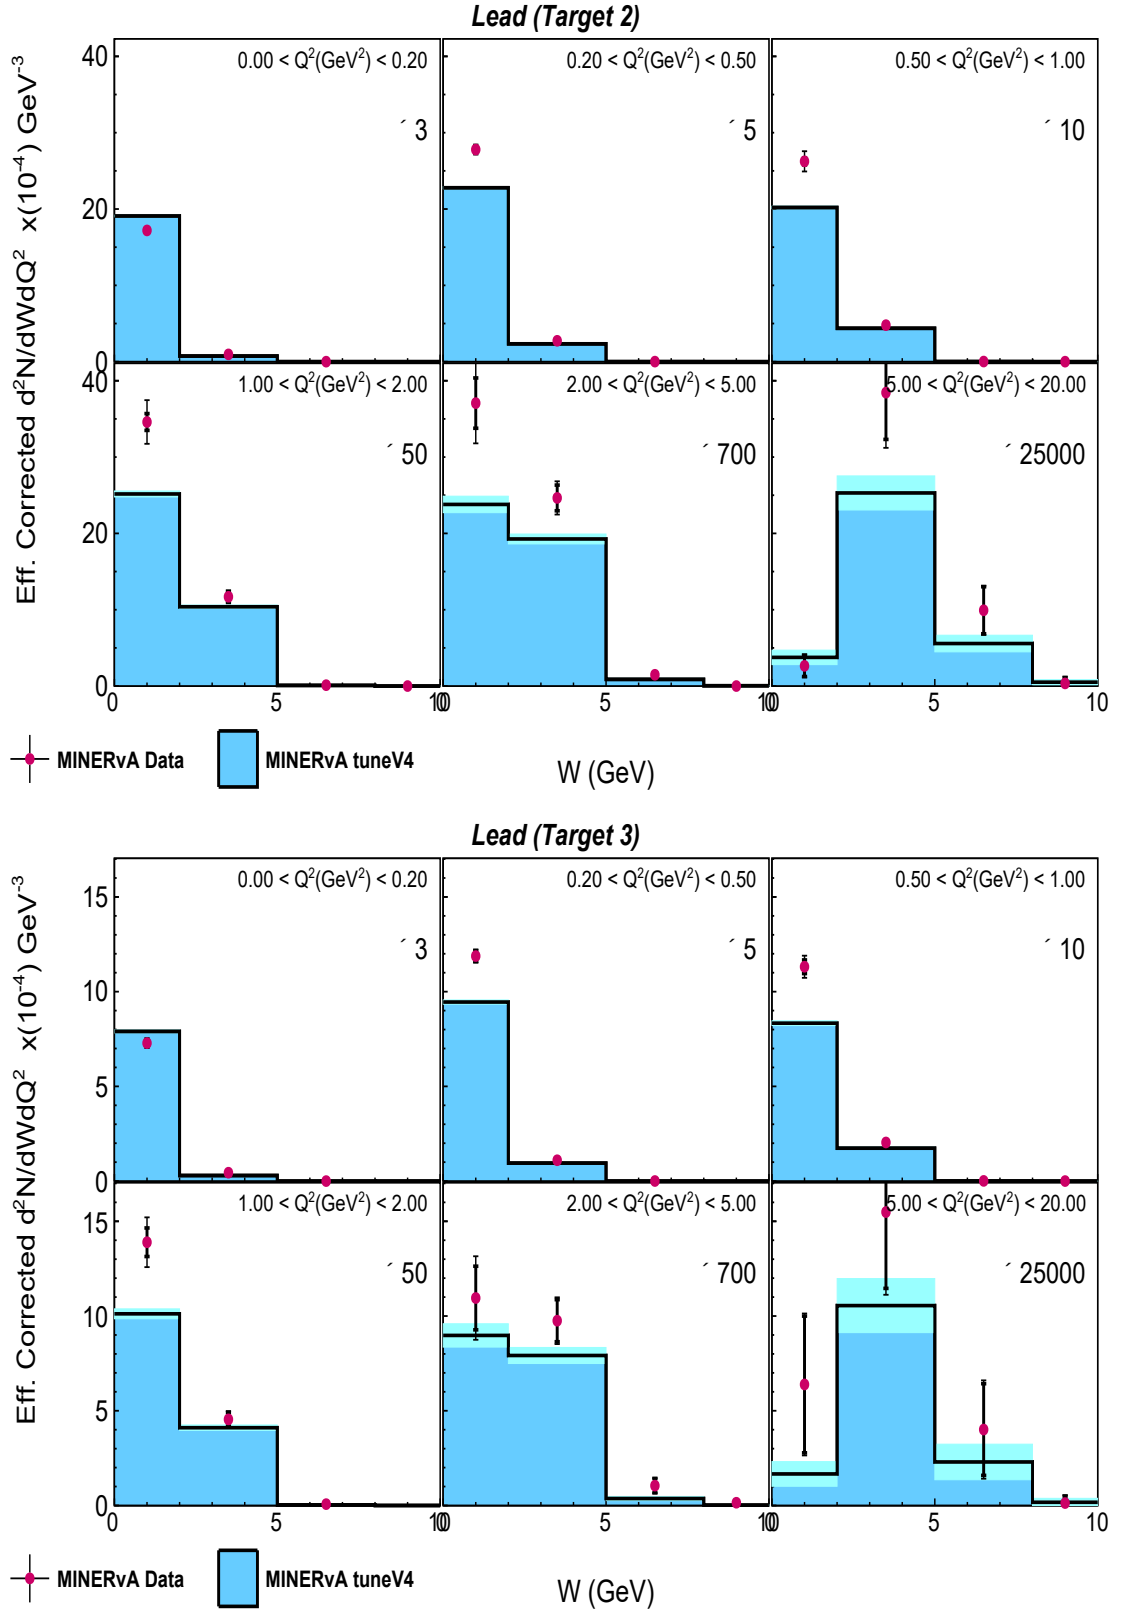 Lead (Target 2)
Eff. Corrected d²N/dWdQ² x(10⁻⁴) GeV⁻³
0.00 < Q²(GeV²) < 0.20
0.20 < Q²(GeV²) < 0.50
0.50 < Q²(GeV²) < 1.00
´ 3
´ 5
´ 10
40
20
0
1.00 < Q²(GeV²) < 2.00
2.00 < Q²(GeV²) < 5.00
5.00 < Q²(GeV²) < 20.00
´ 50
´ 700
´ 25000
40
20
0
0 5 10
0 5 10
0 5 10
MINERvA Data
MINERvA tuneV4
W (GeV)
Lead (Target 3)
Eff. Corrected d²N/dWdQ² x(10⁻⁴) GeV⁻³
0.00 < Q²(GeV²) < 0.20
0.20 < Q²(GeV²) < 0.50
0.50 < Q²(GeV²) < 1.00
´ 3
´ 5
´ 10
15
10
5
0
1.00 < Q²(GeV²) < 2.00
2.00 < Q²(GeV²) < 5.00
5.00 < Q²(GeV²) < 20.00
´ 50
´ 700
´ 25000
15
10
5
0
0 5 10
0 5 10
0 5 10
MINERvA Data
MINERvA tuneV4
W (GeV)